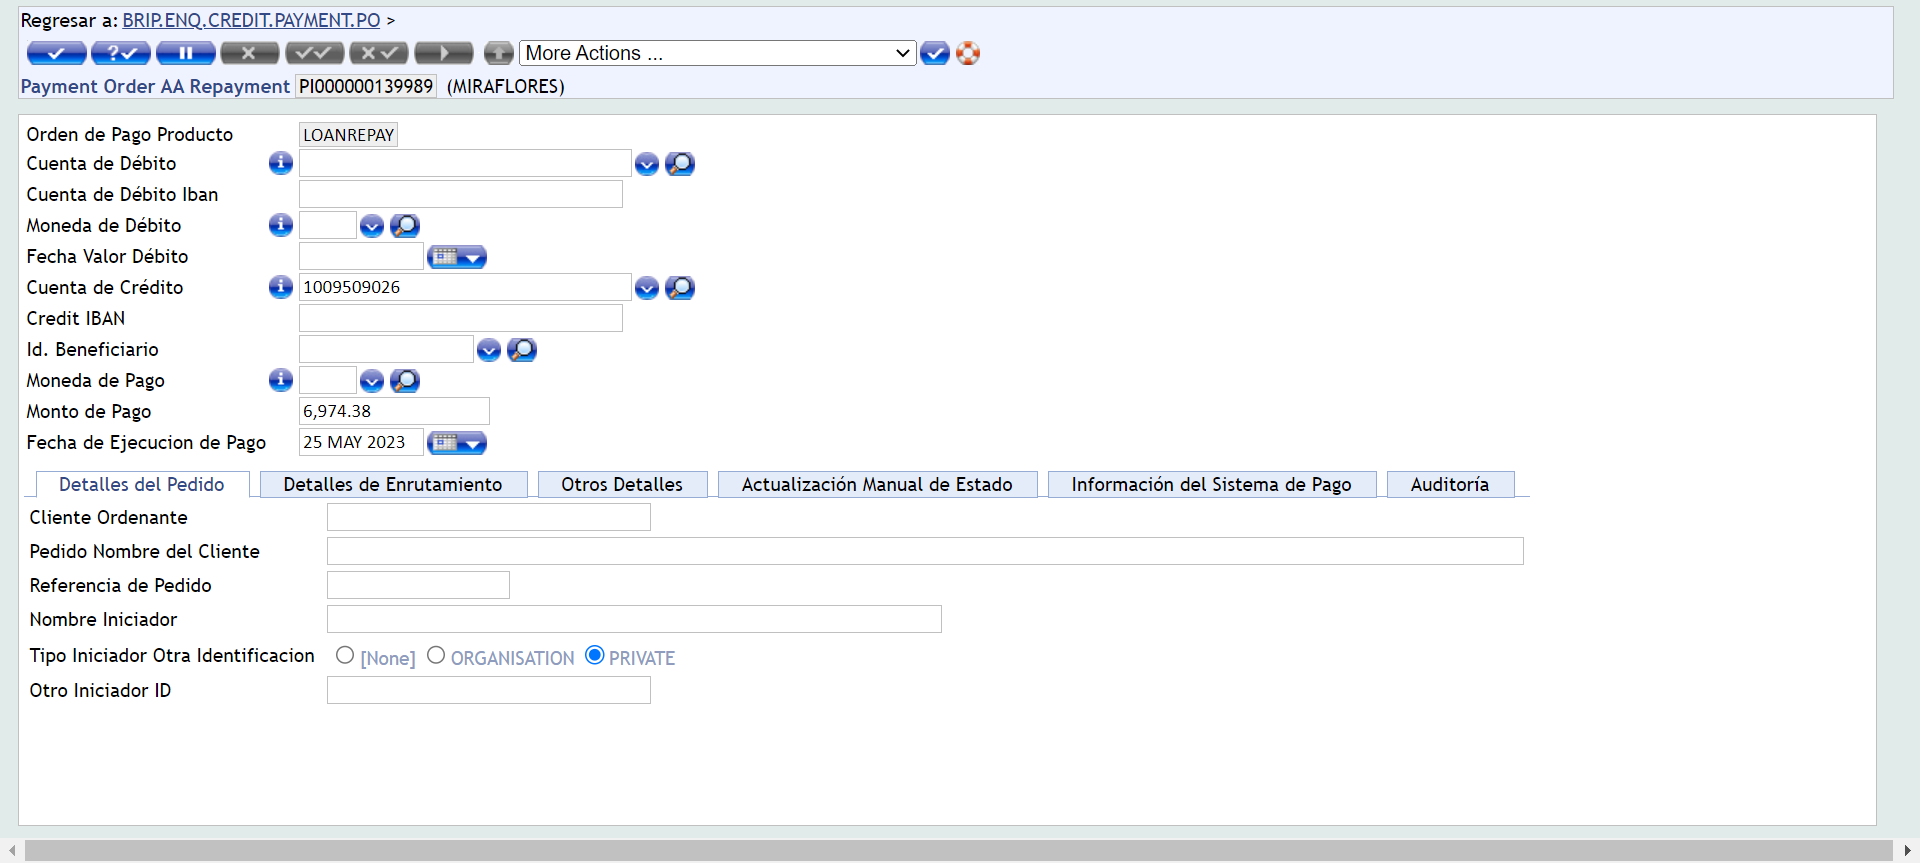 Regresar a: BRIP.ENQ.CREDIT.PAYMENT.PO >
More Actions ...
Payment Order AA Repayment PI000000139989 (MIRAFLORES)
Orden de Pago Producto LOANREPAY
Cuenta de Débito
Cuenta de Débito Iban
Moneda de Débito
Fecha Valor Débito
Cuenta de Crédito 1009509026
Credit IBAN
Id. Beneficiario
Moneda de Pago
Monto de Pago 6,974.38
Fecha de Ejecucion de Pago 25 MAY 2023
Detalles del Pedido Detalles de Enrutamiento Otros Detalles Actualización Manual de Estado Información del Sistema de Pago Auditoría
Cliente Ordenante
Pedido Nombre del Cliente
Referencia de Pedido
Nombre Iniciador
Tipo Iniciador Otra Identificacion [None] ORGANISATION PRIVATE
Otro Iniciador ID